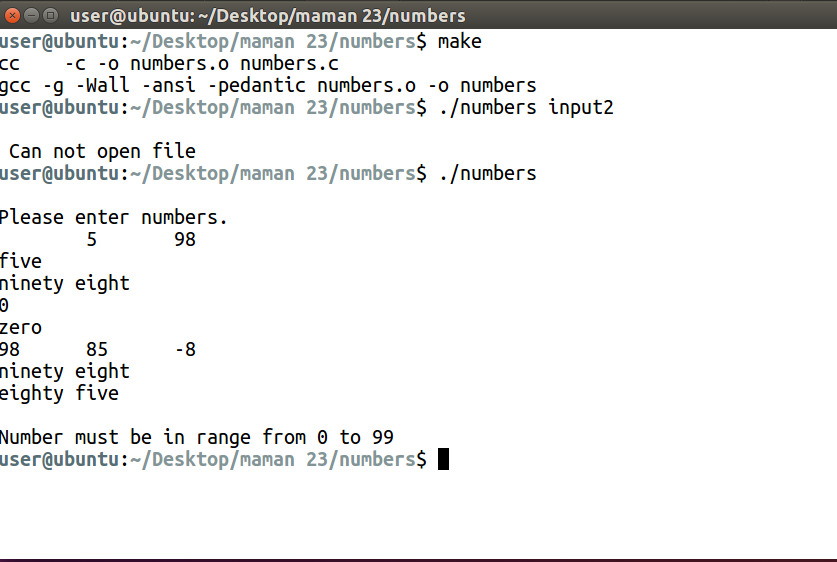 user@ubuntu: ~/Desktop/maman 23/numbers
user@ubuntu:~/Desktop/maman 23/numbers$ make
cc    -c -o numbers.o numbers.c
gcc -g -Wall -ansi -pedantic numbers.o -o numbers
user@ubuntu:~/Desktop/maman 23/numbers$ ./numbers input2

 Can not open file
user@ubuntu:~/Desktop/maman 23/numbers$ ./numbers

Please enter numbers.
        5       98
five
ninety eight
0
zero
98      85      -8
ninety eight
eighty five

Number must be in range from 0 to 99
user@ubuntu:~/Desktop/maman 23/numbers$